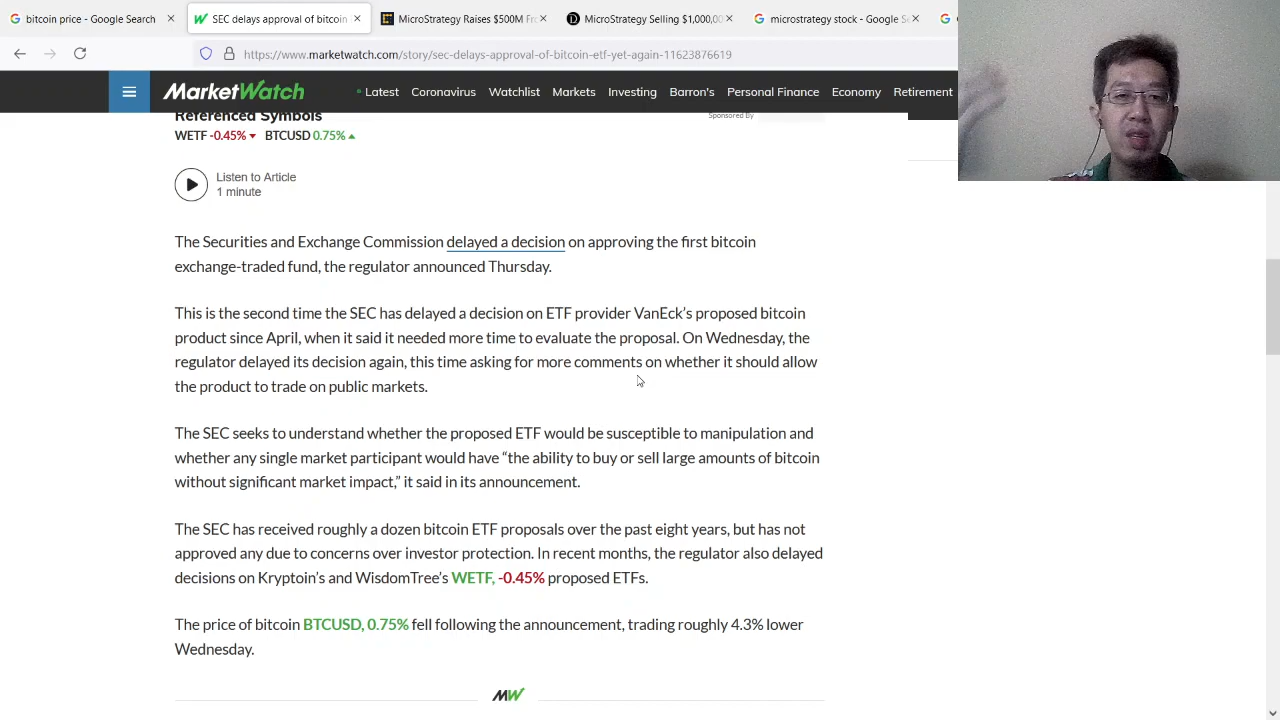 bitcoin price - Google Search
SEC delays approval of bitcoin
MicroStrategy Raises $500M Fr
MicroStrategy Selling $1,000,00
microstrategy stock - Google Se
https://www.marketwatch.com/story/sec-delays-approval-of-bitcoin-etf-yet-again-11623876619
MarketWatch
Latest
Coronavirus
Watchlist
Markets
Investing
Barron's
Personal Finance
Economy
Retirement
Referenced Symbols
Sponsored By
WETF -0.45% BTCUSD 0.75%
Listen to Article
1 minute
The Securities and Exchange Commission delayed a decision on approving the first bitcoin
exchange-traded fund, the regulator announced Thursday.
This is the second time the SEC has delayed a decision on ETF provider VanEck's proposed bitcoin
product since April, when it said it needed more time to evaluate the proposal. On Wednesday, the
regulator delayed its decision again, this time asking for more comments on whether it should allow
the product to trade on public markets.
The SEC seeks to understand whether the proposed ETF would be susceptible to manipulation and
whether any single market participant would have “the ability to buy or sell large amounts of bitcoin
without significant market impact,” it said in its announcement.
The SEC has received roughly a dozen bitcoin ETF proposals over the past eight years, but has not
approved any due to concerns over investor protection. In recent months, the regulator also delayed
decisions on Kryptoin's and WisdomTree's WETF, -0.45% proposed ETFs.
The price of bitcoin BTCUSD, 0.75% fell following the announcement, trading roughly 4.3% lower
Wednesday.
MW